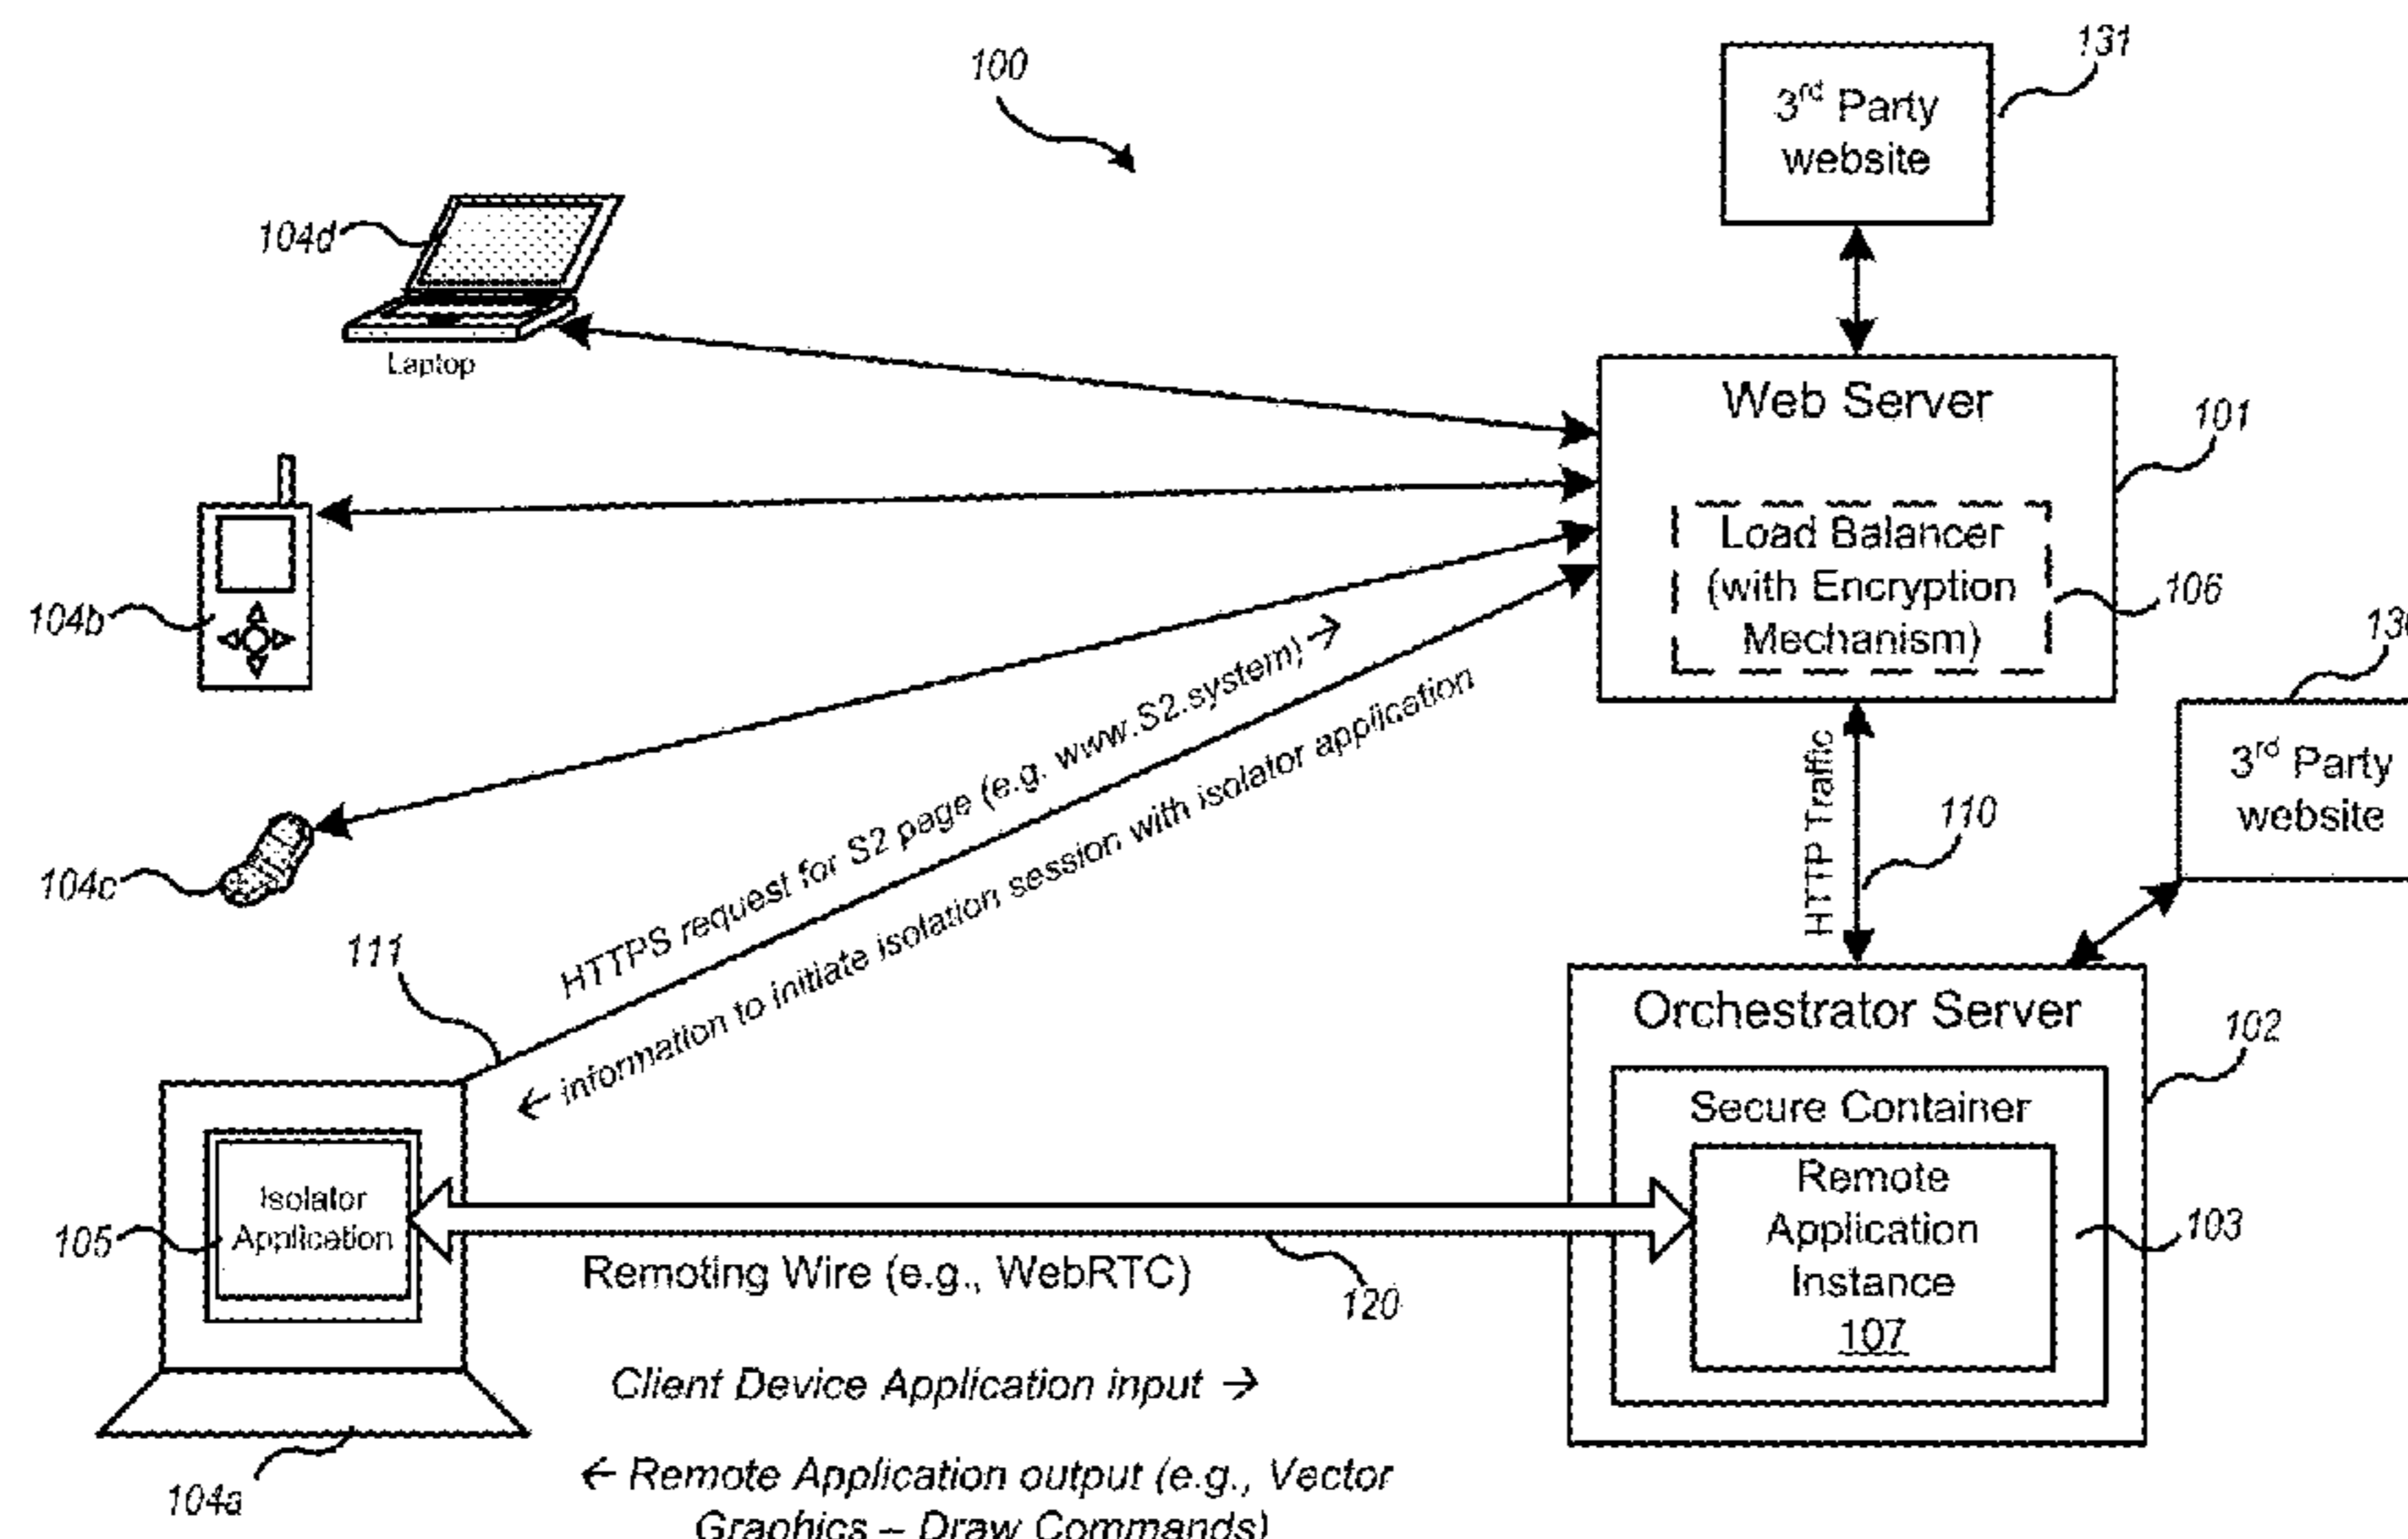 100
131
3rd Party
website
104d
Laptop
Web Server
101
Load Balancer
(with Encryption
Mechanism)
106
104b
HTTPS request for S2 page (e.g. www.S2.system) →
← information to initiate isolation session with isolator application
HTTP Traffic
110
3rd Party
website
104c
111
Orchestrator Server
102
Secure Container
Remote
Application
Instance
107
103
Isolator
Application
105
Remoting Wire (e.g., WebRTC)
120
Client Device Application input →
← Remote Application output (e.g., Vector
Graphics – Draw Commands)
104a